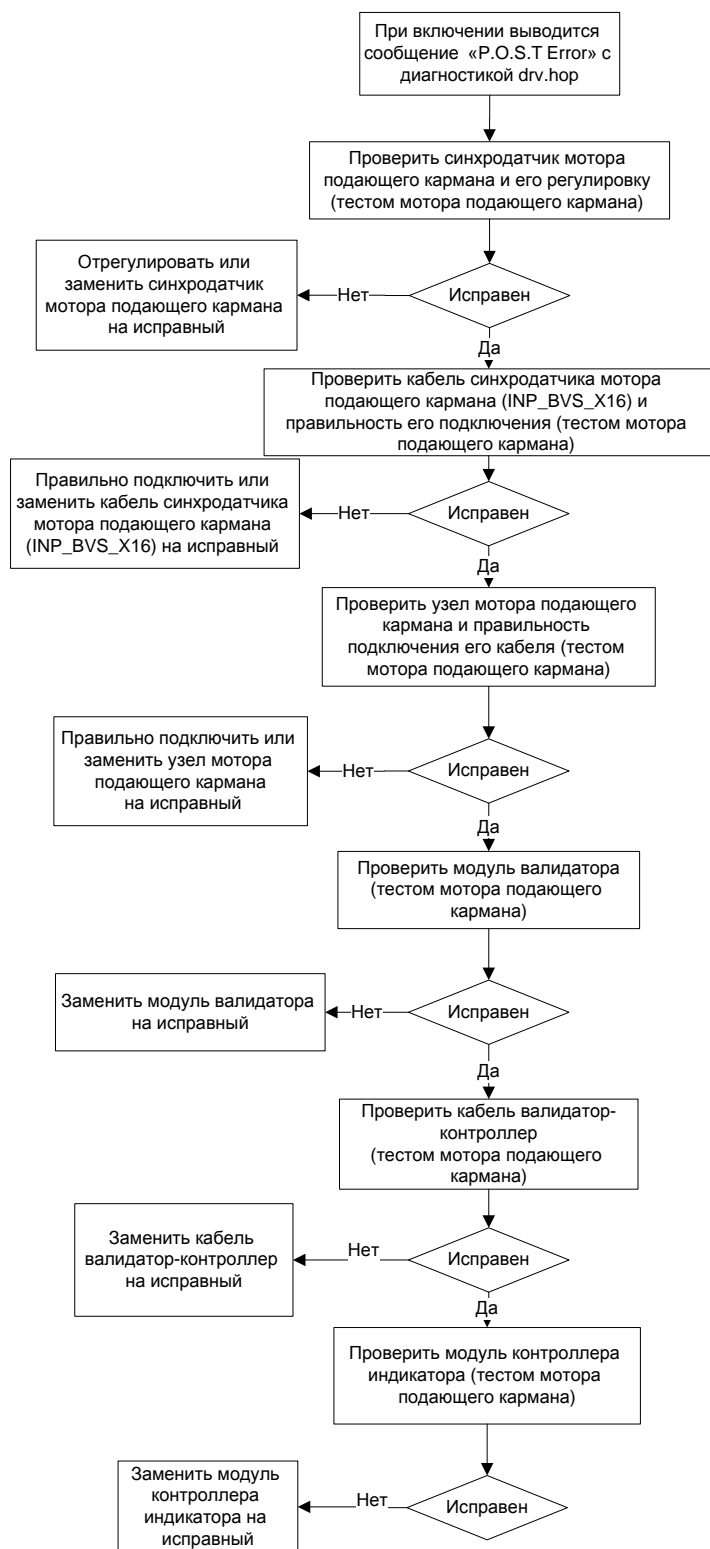 При включении выводится
сообщение «P.O.S.T Error» с
диагностикой drv.hop
Проверить синхродатчик мотора
подающего кармана и его регулировку
(тестом мотора подающего кармана)
Отрегулировать или
заменить синхродатчик
мотора подающего кармана
на исправный
Нет
Исправен
Да
Проверить кабель синхродатчика мотора
подающего кармана (INP_BVS_X16) и
правильность его подключения (тестом мотора
подающего кармана)
Правильно подключить или
заменить кабель синхродатчика
мотора подающего кармана
(INP_BVS_X16) на исправный
Нет
Исправен
Да
Проверить узел мотора подающего
кармана и правильность
подключения его кабеля (тестом
мотора подающего кармана)
Правильно подключить или
заменить узел мотора
подающего кармана
на исправный
Нет
Исправен
Да
Проверить модуль валидатора
(тестом мотора подающего
кармана)
Заменить модуль валидатора
на исправный
Нет
Исправен
Да
Проверить кабель валидатор-
контроллер
(тестом мотора подающего
кармана)
Заменить кабель
валидатор-контроллер
на исправный
Нет
Исправен
Да
Проверить модуль контроллера
индикатора (тестом мотора
подающего кармана)
Заменить модуль
контроллера
индикатора на
исправный
Нет
Исправен